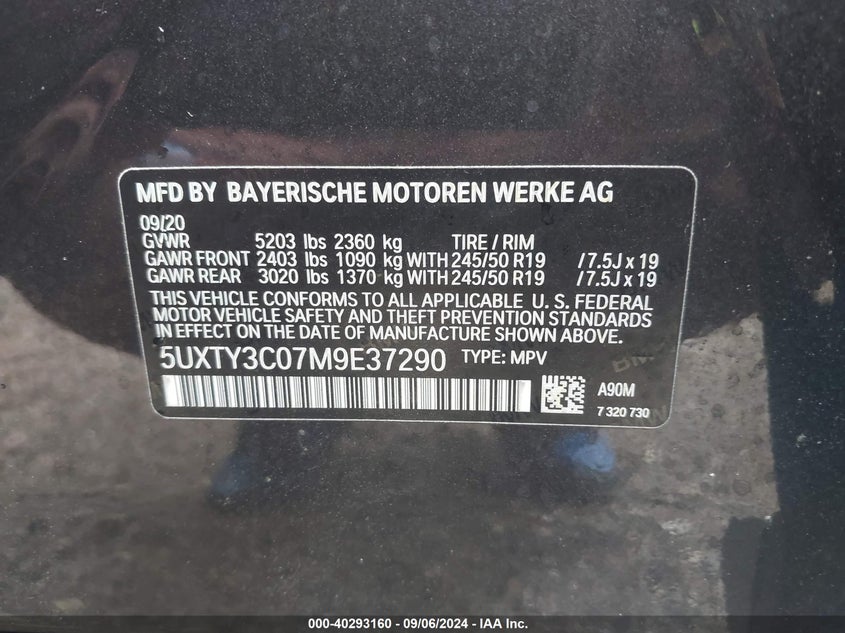 MFD BY BAYERISCHE MOTOREN WERKE AG
09/20
GVWR 5203 lbs 2360 kg TIRE / RIM
GAWR FRONT 2403 lbs 1090 kg WITH 245/50 R19 /7.5J x 19
GAWR REAR 3020 lbs 1370 kg WITH 245/50 R19 /7.5J x 19
THIS VEHICLE CONFORMS TO ALL APPLICABLE U. S. FEDERAL
MOTOR VEHICLE SAFETY AND THEFT PREVENTION STANDARDS
IN EFFECT ON THE DATE OF MANUFACTURE SHOWN ABOVE.
5UXTY3C07M9E37290 TYPE: MPV
A90M
7 320 730
000-40293160 - 09/06/2024 - IAA Inc.